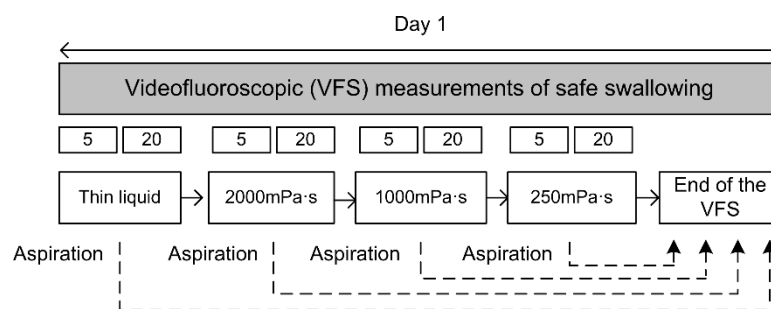 Day 1
Videofluoroscopic (VFS) measurements of safe swallowing
5 20 5 20 5 20 5 20
Thin liquid 2000mPa·s 1000mPa·s 250mPa·s End of the
VFS
Aspiration Aspiration Aspiration Aspiration